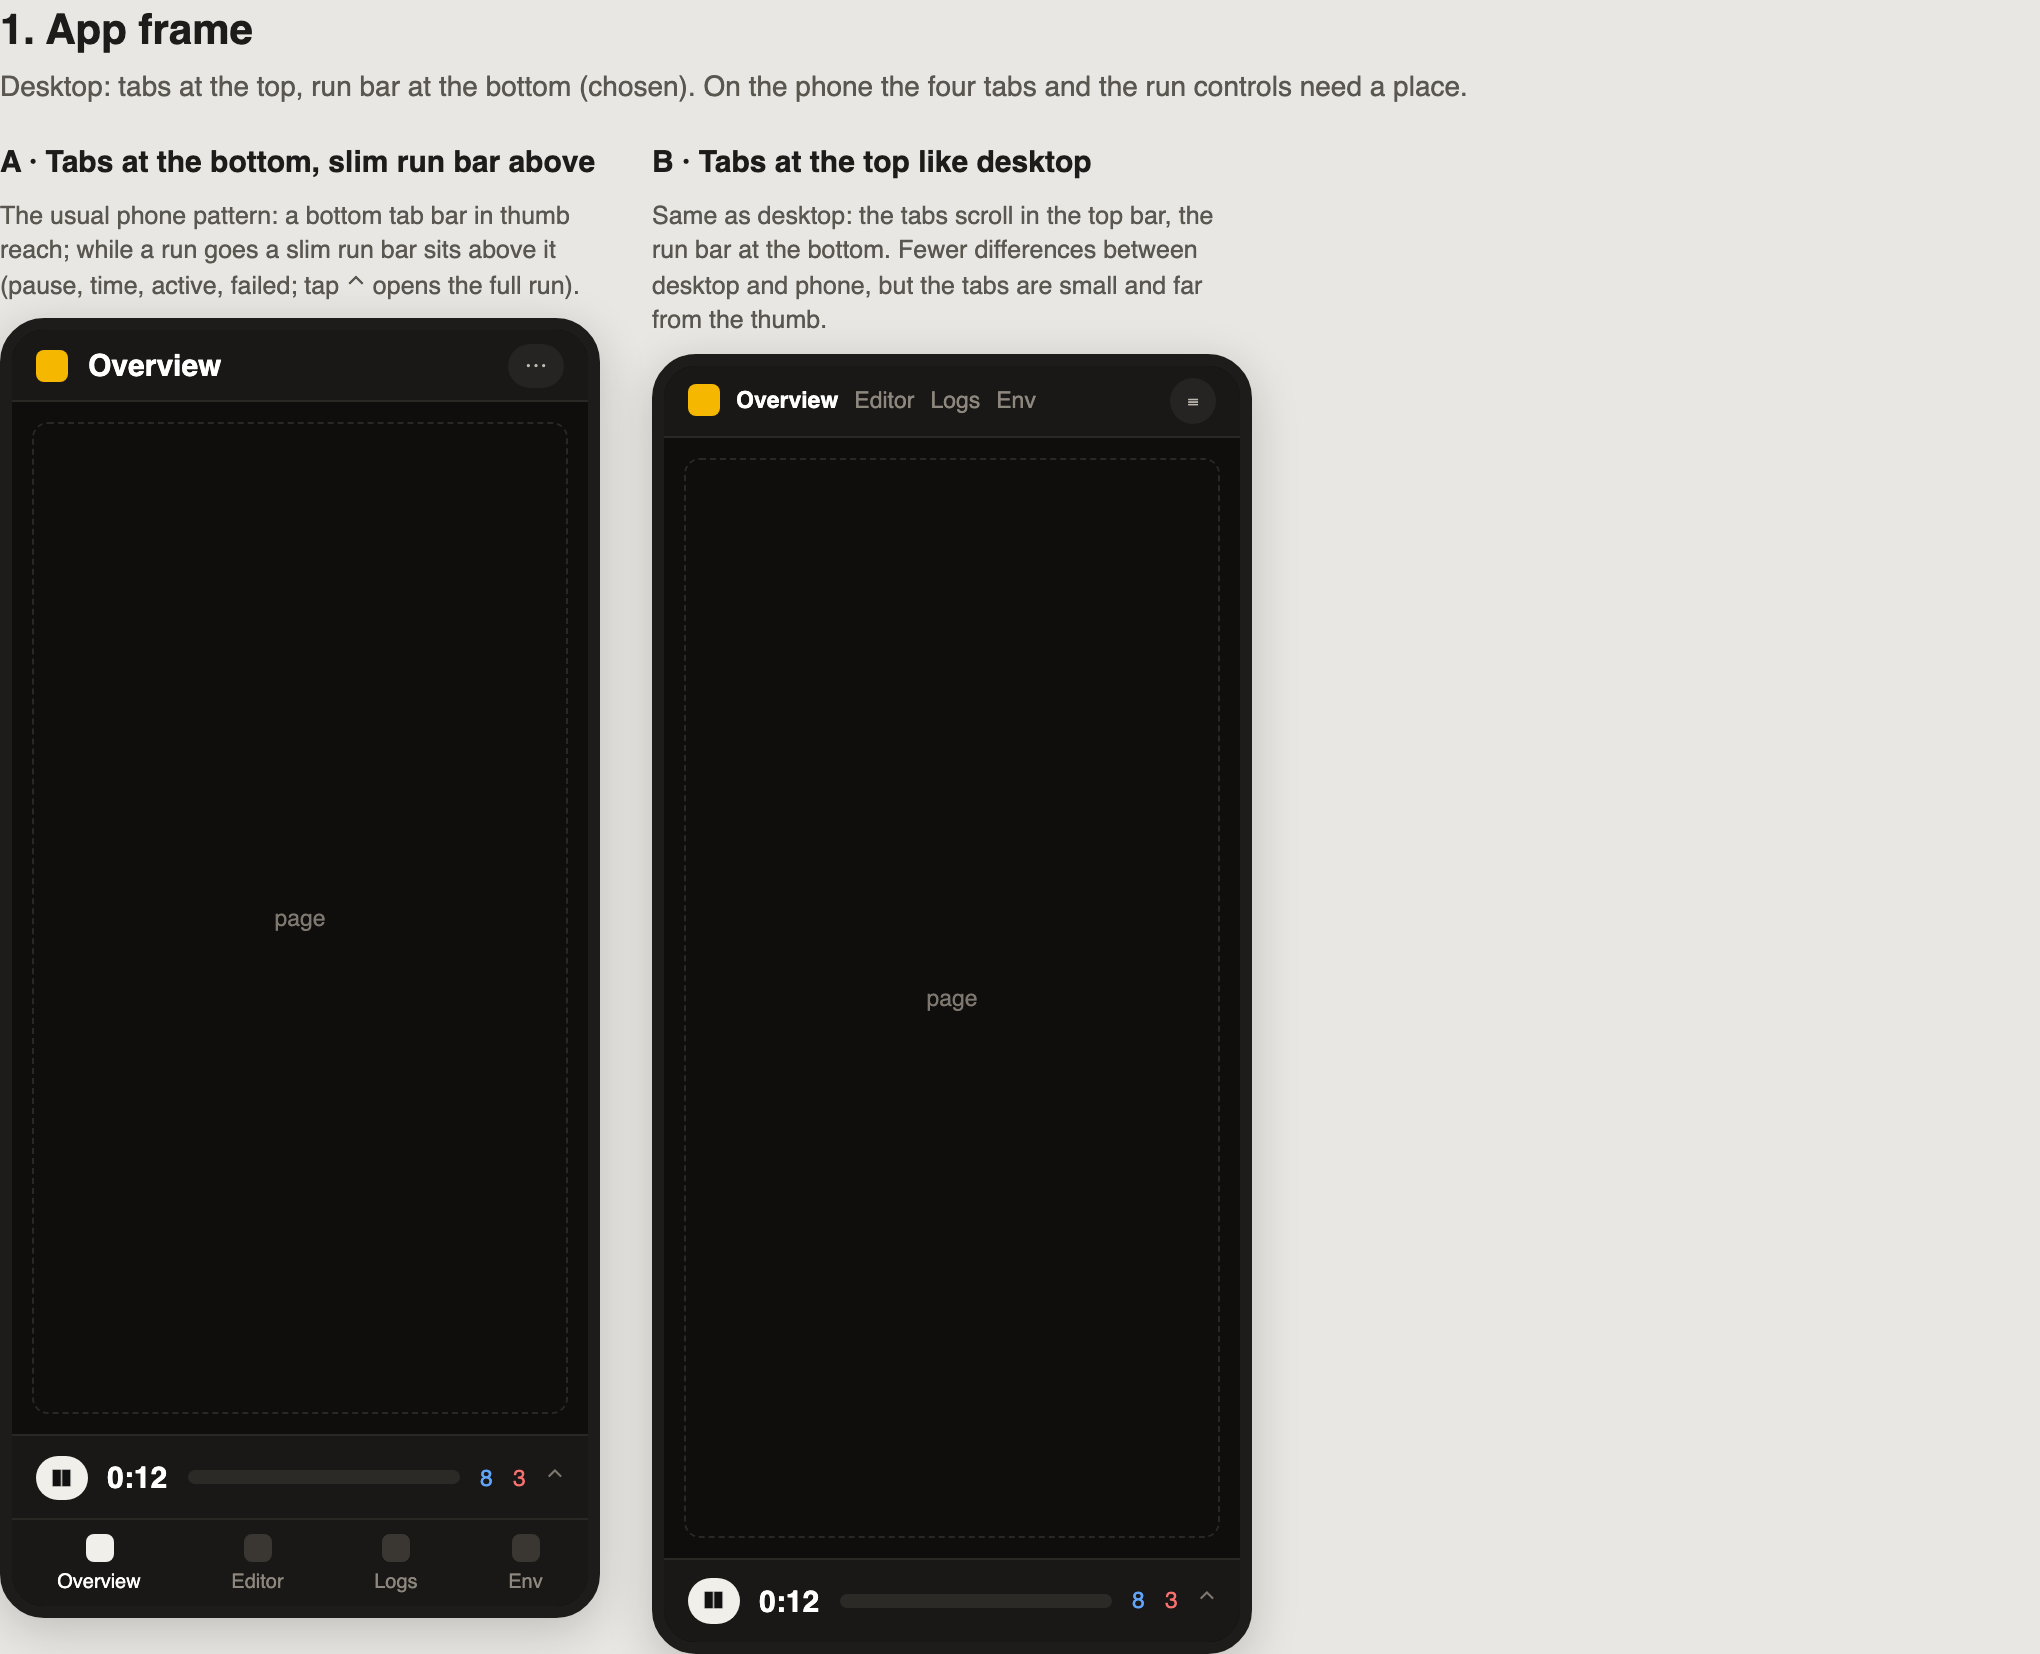 1. App frame
Desktop: tabs at the top, run bar at the bottom (chosen). On the phone the four tabs and the run controls need a place.
A · Tabs at the bottom, slim run bar above
The usual phone pattern: a bottom tab bar in thumb
reach; while a run goes a slim run bar sits above it
(pause, time, active, failed; tap ^ opens the full run).
Overview
···
page
0:12
8 3 ^
Overview Editor Logs Env
B · Tabs at the top like desktop
Same as desktop: the tabs scroll in the top bar, the
run bar at the bottom. Fewer differences between
desktop and phone, but the tabs are small and far
from the thumb.
Overview Editor Logs Env
≡
page
0:12
8 3 ^